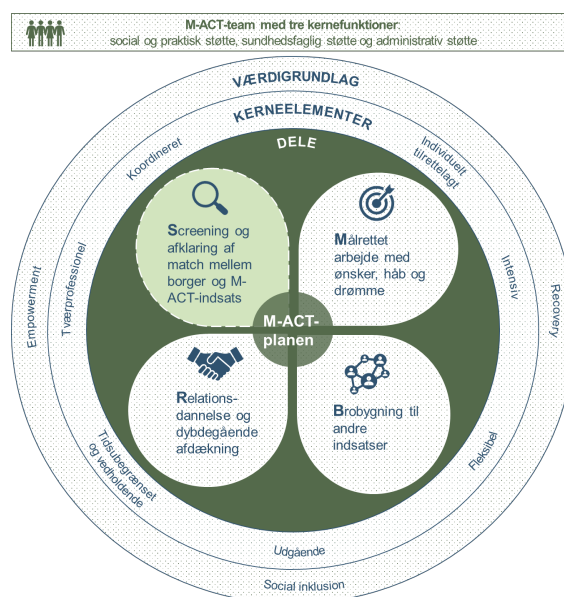 M-ACT-team med tre kernefunktioner:
social og praktisk støtte, sundhedsfaglig støtte og administrativ støtte
VÆRDIGRUNDLAG
KERNEELEMENTER
DELE
Koordineret
Individuelt
tilrettelagt
Screening og
afklaring af
match mellem
borger og M-
ACT-indsats
Målrettet
arbejde med
ønsker, håb og
drømme
Empowerment
Tværprofessionel
Intensiv
Recovery
M-ACT-
planen
Relations-
dannelse og
dybdegående
afdækning
Brobygning til
andre
indsatser
Tidsubegrænset
og vedholdende
Fleksibel
Udgående
Social inklusion